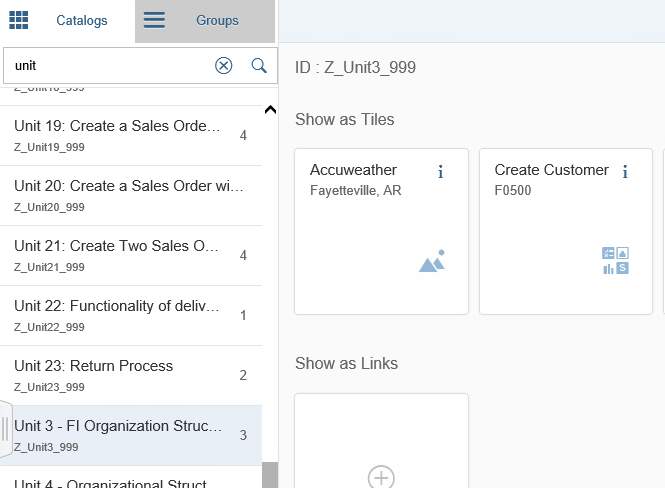 Catalogs
Groups
unit
Z_Unit18_999
Unit 19: Create a Sales Orde...
4
Z_Unit19_999
Unit 20: Create a Sales Order wi...
Z_Unit20_999
Unit 21: Create Two Sales O...
4
Z_Unit21_999
Unit 22: Functionality of deliv...
1
Z_Unit22_999
Unit 23: Return Process
2
Z_Unit23_999
Unit 3 - FI Organization Struc...
3
Z_Unit3_999
Unit 4 - Organizational Struct
ID : Z_Unit3_999
Show as Tiles
Accuweather
i
Fayetteville, AR
Create Customer
i
F0500
S
Show as Links